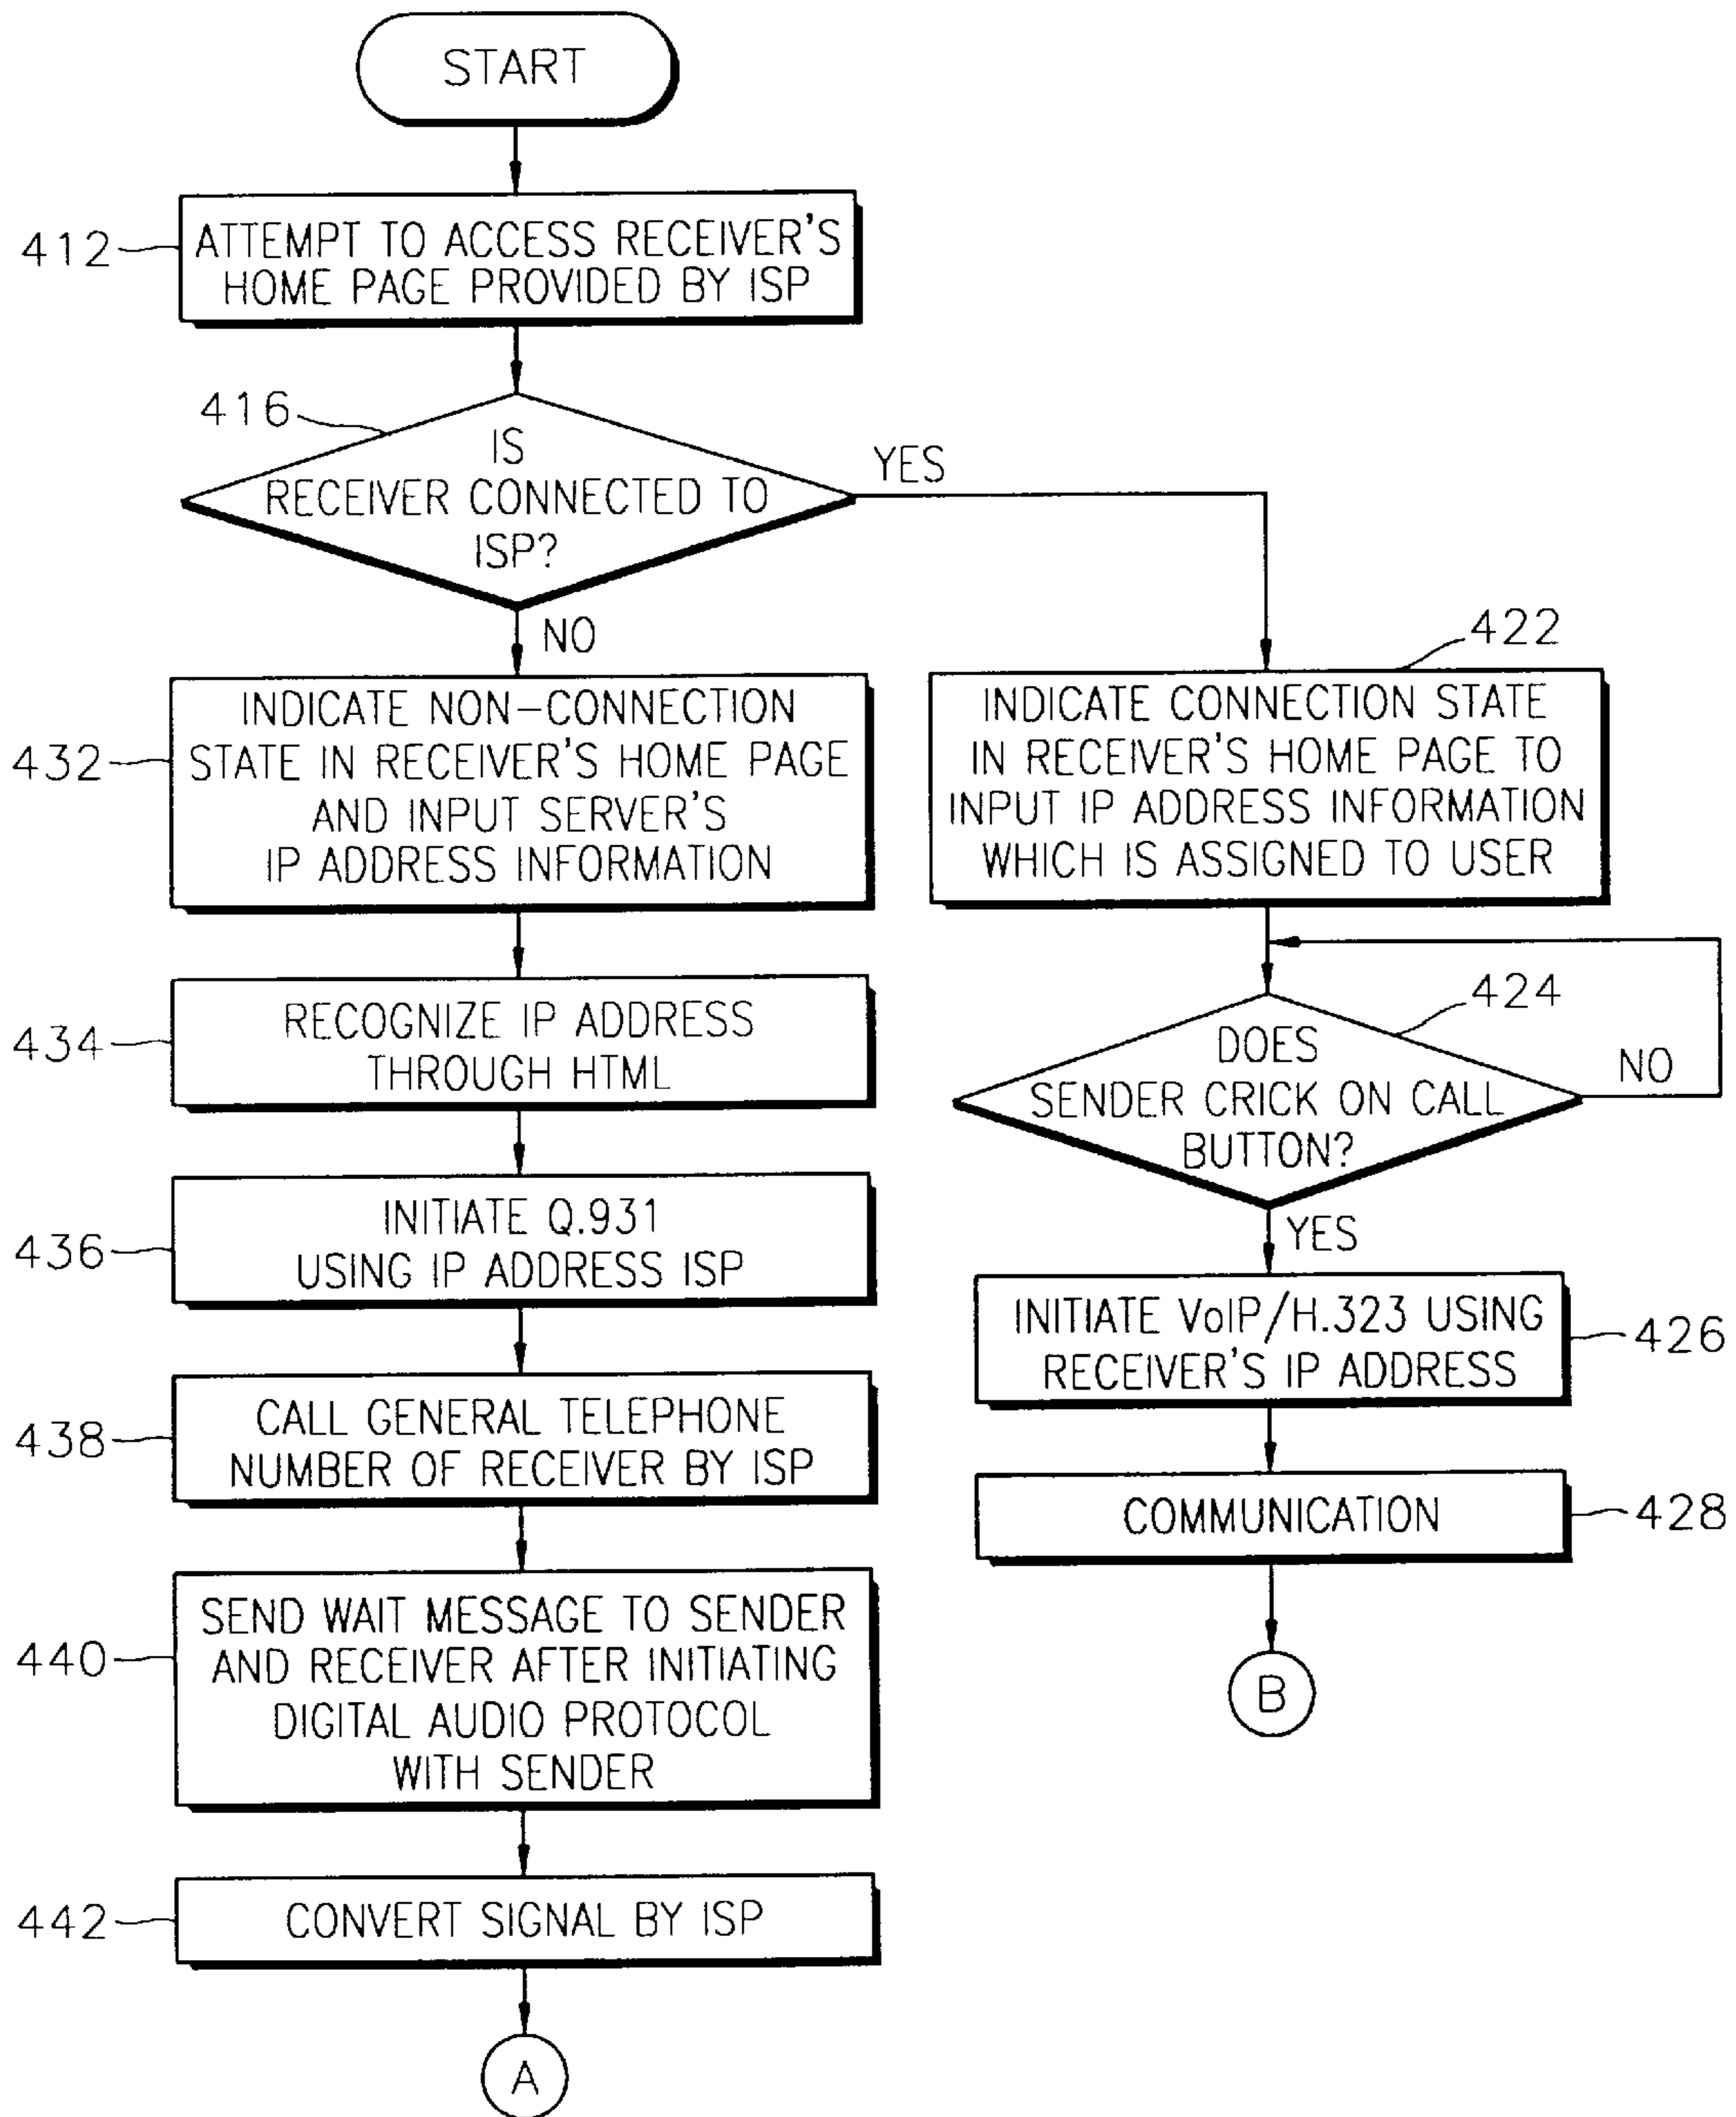 START
412
ATTEMPT TO ACCESS RECEIVER'S
HOME PAGE PROVIDED BY ISP
416
IS
RECEIVER CONNECTED TO
ISP?
YES
NO
432
INDICATE NON-CONNECTION
STATE IN RECEIVER'S HOME PAGE
AND INPUT SERVER'S
IP ADDRESS INFORMATION
422
INDICATE CONNECTION STATE
IN RECEIVER'S HOME PAGE TO
INPUT IP ADDRESS INFORMATION
WHICH IS ASSIGNED TO USER
434
RECOGNIZE IP ADDRESS
THROUGH HTML
424
DOES
SENDER CRICK ON CALL
BUTTON?
NO
YES
436
INITIATE Q.931
USING IP ADDRESS ISP
INITIATE VoIP/H.323 USING
RECEIVER'S IP ADDRESS
426
438
CALL GENERAL TELEPHONE
NUMBER OF RECEIVER BY ISP
COMMUNICATION
428
440
SEND WAIT MESSAGE TO SENDER
AND RECEIVER AFTER INITIATING
DIGITAL AUDIO PROTOCOL
WITH SENDER
B
442
CONVERT SIGNAL BY ISP
A